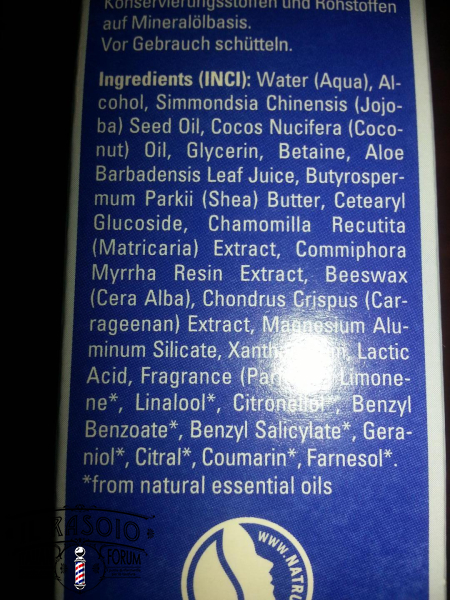 Konservierungsstoffen und Rohstoffen
auf Mineralölbasis.
Vor Gebrauch schütteln.
Ingredients (INCI): Water (Aqua), Al-
cohol, Simmondsia Chinensis (Jojo-
ba) Seed Oil, Cocos Nucifera (Coco-
nut) Oil, Glycerin, Betaine, Aloe
Barbadensis Leaf Juice, Butyrosper-
mum Parkii (Shea) Butter, Cetearyl
Glucoside, Chamomilla Recutita
(Matricaria) Extract, Commiphora
Myrrha Resin Extract, Beeswax
(Cera Alba), Chondrus Crispus (Car-
rageenan) Extract, Magnesium Alu-
minum Silicate, Lactic
Acid, Fragrance Limone-
ne*, Linalool*, Citronellol*, Benzyl
Benzoate*, Benzyl Salicylate*, Gera-
niol*, Citral*, Coumarin*, Farnesol*.
*from natural essential oils
FORUM